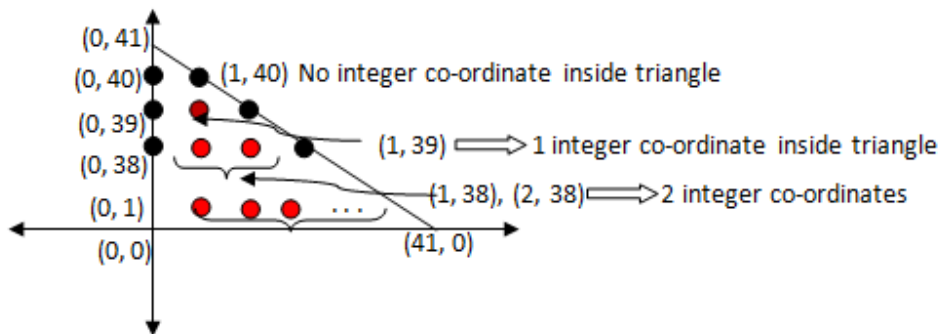 (0, 41)
(0, 40)
(1, 40) No integer co-ordinate inside triangle
(0, 39)
(1, 39) 1 integer co-ordinate inside triangle
(0, 38)
(1, 38), (2, 38) 2 integer co-ordinates
(0, 1)
...
(0, 0)
(41, 0)